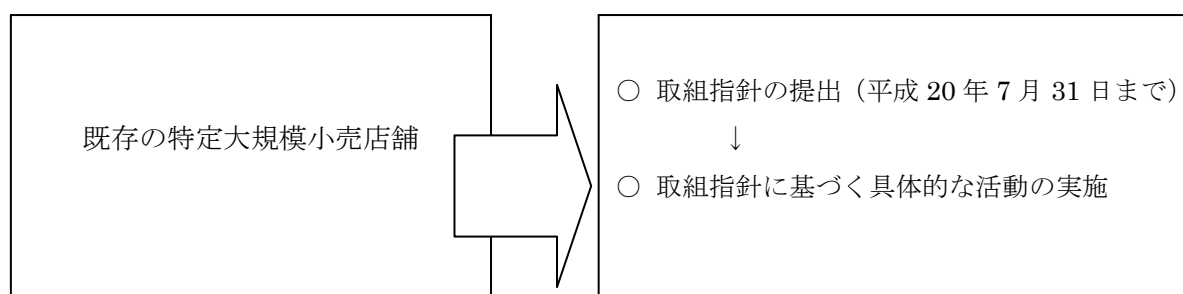 既存の特定大規模小売店舗
○ 取組指針の提出（平成 20 年 7 月 31 日まで）
↓
○ 取組指針に基づく具体的な活動の実施